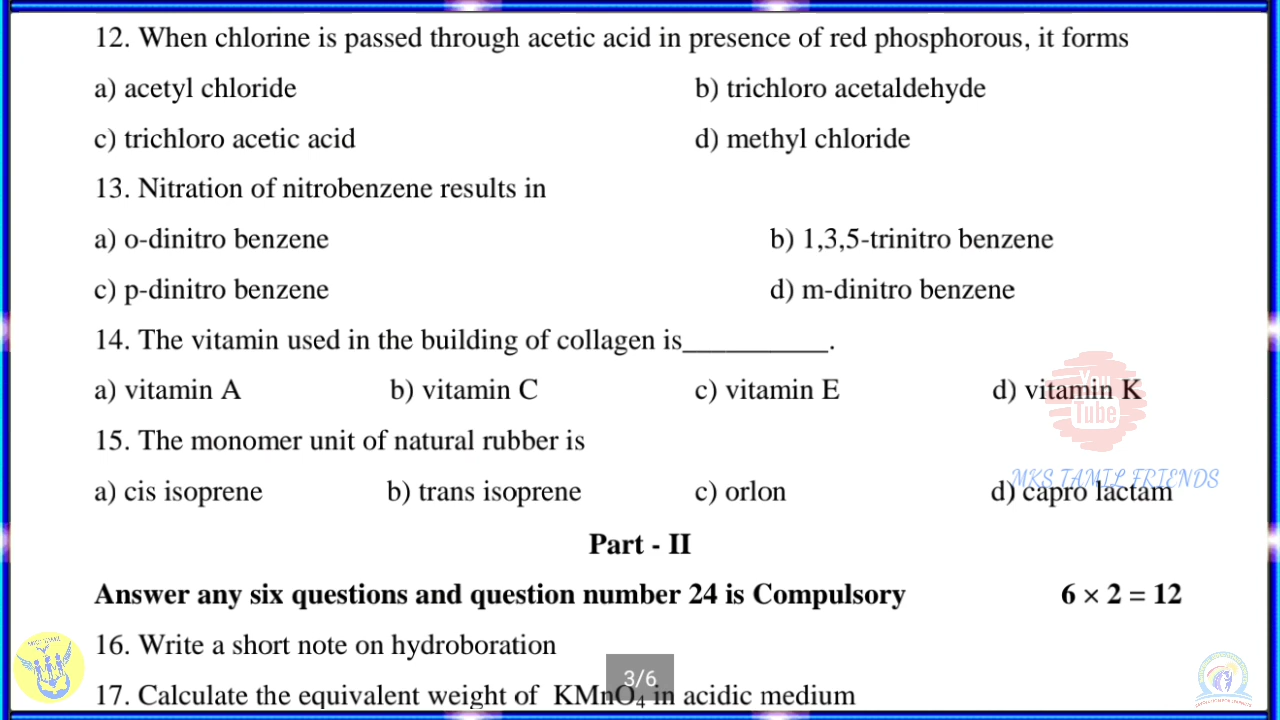 12. When chlorine is passed through acetic acid in presence of red phosphorous, it forms
a) acetyl chloride b) trichloro acetaldehyde
c) trichloro acetic acid d) methyl chloride
13. Nitration of nitrobenzene results in
a) o-dinitro benzene b) 1,3,5-trinitro benzene
c) p-dinitro benzene d) m-dinitro benzene
14. The vitamin used in the building of collagen is__________.
a) vitamin A b) vitamin C c) vitamin E d) vitamin K
You
Tube
15. The monomer unit of natural rubber is
MKS TAMIL FRIENDS
a) cis isoprene b) trans isoprene c) orlon d) capro lactam
Part - II
Answer any six questions and question number 24 is Compulsory 6 × 2 = 12
16. Write a short note on hydroboration
3/6
17. Calculate the equivalent weight of KMnO₄ in acidic medium